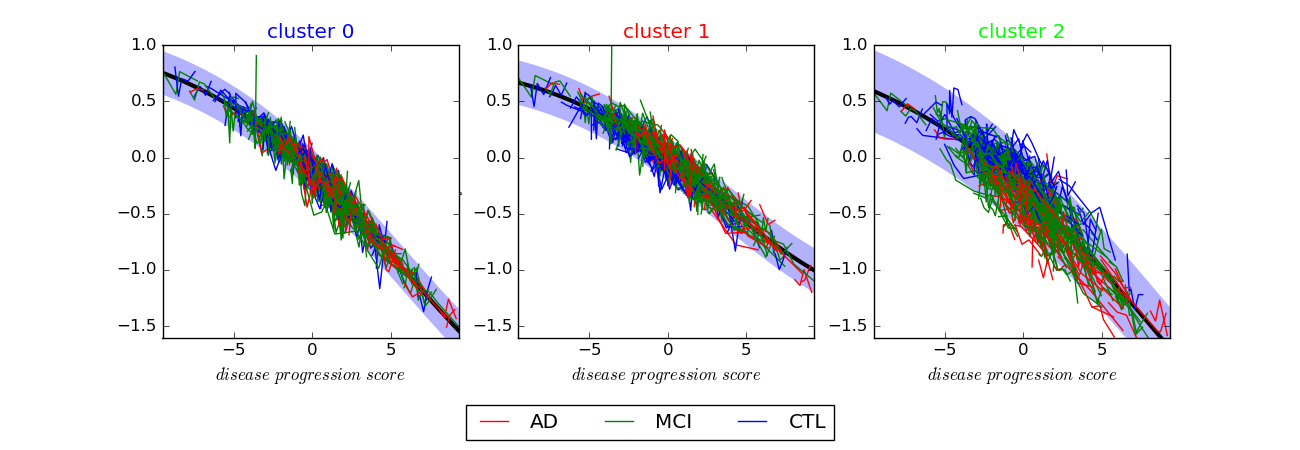 cluster 0 cluster 1 cluster 2
1.0 1.0 1.0
0.5 0.5 0.5
0.0 0.0 0.0
−0.5 −0.5 −0.5
−1.0 −1.0 −1.0
−1.5 −1.5 −1.5
−5 0 5 −5 0 5 −5 0 5
disease progression score disease progression score disease progression score
AD MCI CTL